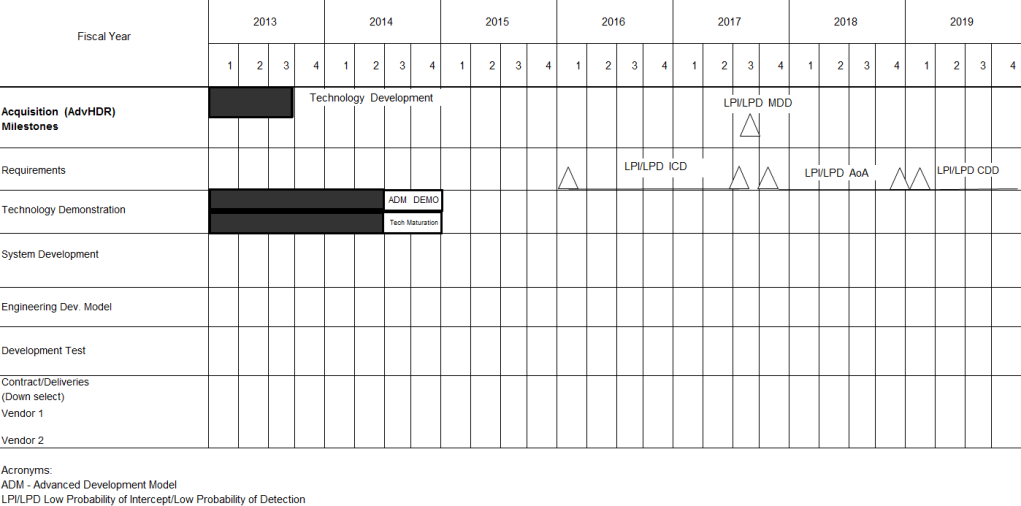 Fiscal Year
2013 2014 2015 2016 2017 2018 2019
1 2 3 4 1 2 3 4 1 2 3 4 1 2 3 4 1 2 3 4 1 2 3 4 1 2 3 4
Acquisition (AdvHDR)
Milestones
Technology Development
LPI/LPD MDD
Requirements
LPI/LPD ICD
LPI/LPD AoA
LPI/LPD CDD
Technology Demonstration
ADM DEMO
Tech Maturation
System Development
Engineering Dev. Model
Development Test
Contract/Deliveries
(Down select)
Vendor 1
Vendor 2
Acronyms:
ADM - Advanced Development Model
LPI/LPD Low Probability of Intercept/Low Probability of Detection